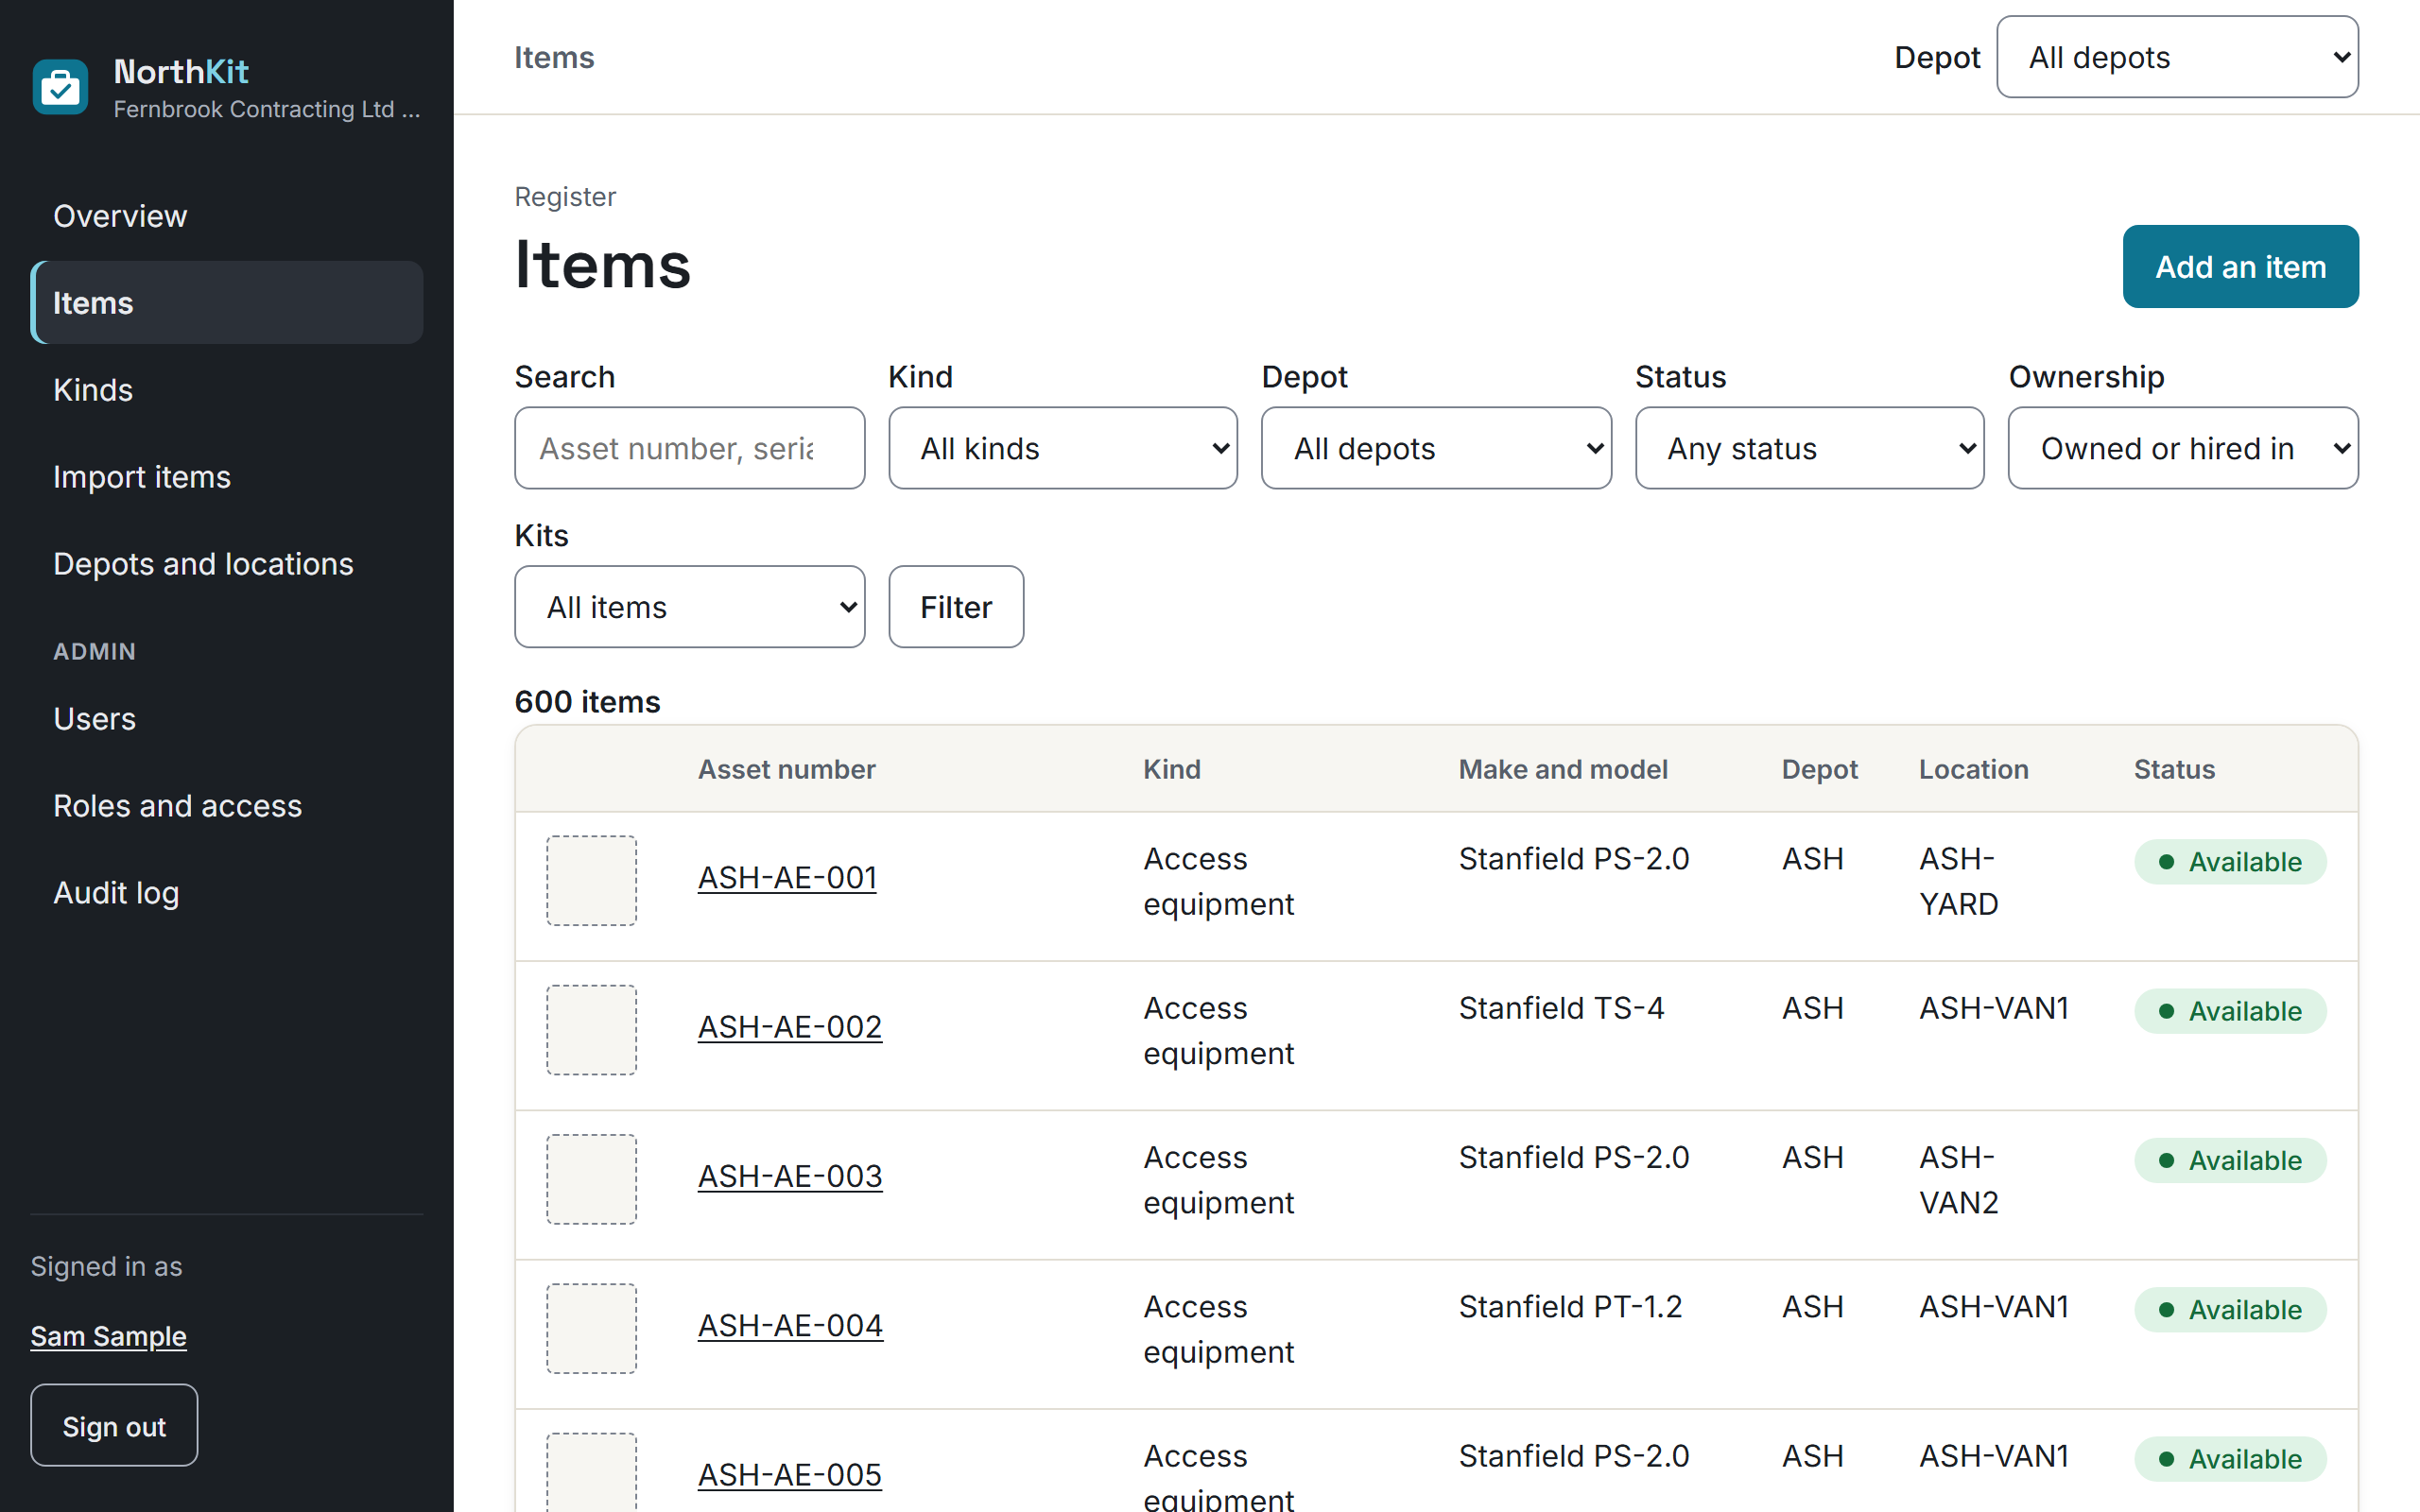 NorthKit
Fernbrook Contracting Ltd ...
Overview
Items
Kinds
Import items
Depots and locations
ADMIN
Users
Roles and access
Audit log
Signed in as
Sam Sample
Sign out
Items
Depot
All depots
Register
Items
Add an item
Search
Kind
Depot
Status
Ownership
Asset number, seria
All kinds
All depots
Any status
Owned or hired in
Kits
All items
Filter
600 items
Asset number Kind Make and model Depot Location Status
ASH-AE-001 Access equipment Stanfield PS-2.0 ASH ASH-YARD Available
ASH-AE-002 Access equipment Stanfield TS-4 ASH ASH-VAN1 Available
ASH-AE-003 Access equipment Stanfield PS-2.0 ASH ASH-VAN2 Available
ASH-AE-004 Access equipment Stanfield PT-1.2 ASH ASH-VAN1 Available
ASH-AE-005 Access equipment Stanfield PS-2.0 ASH ASH-VAN1 Available